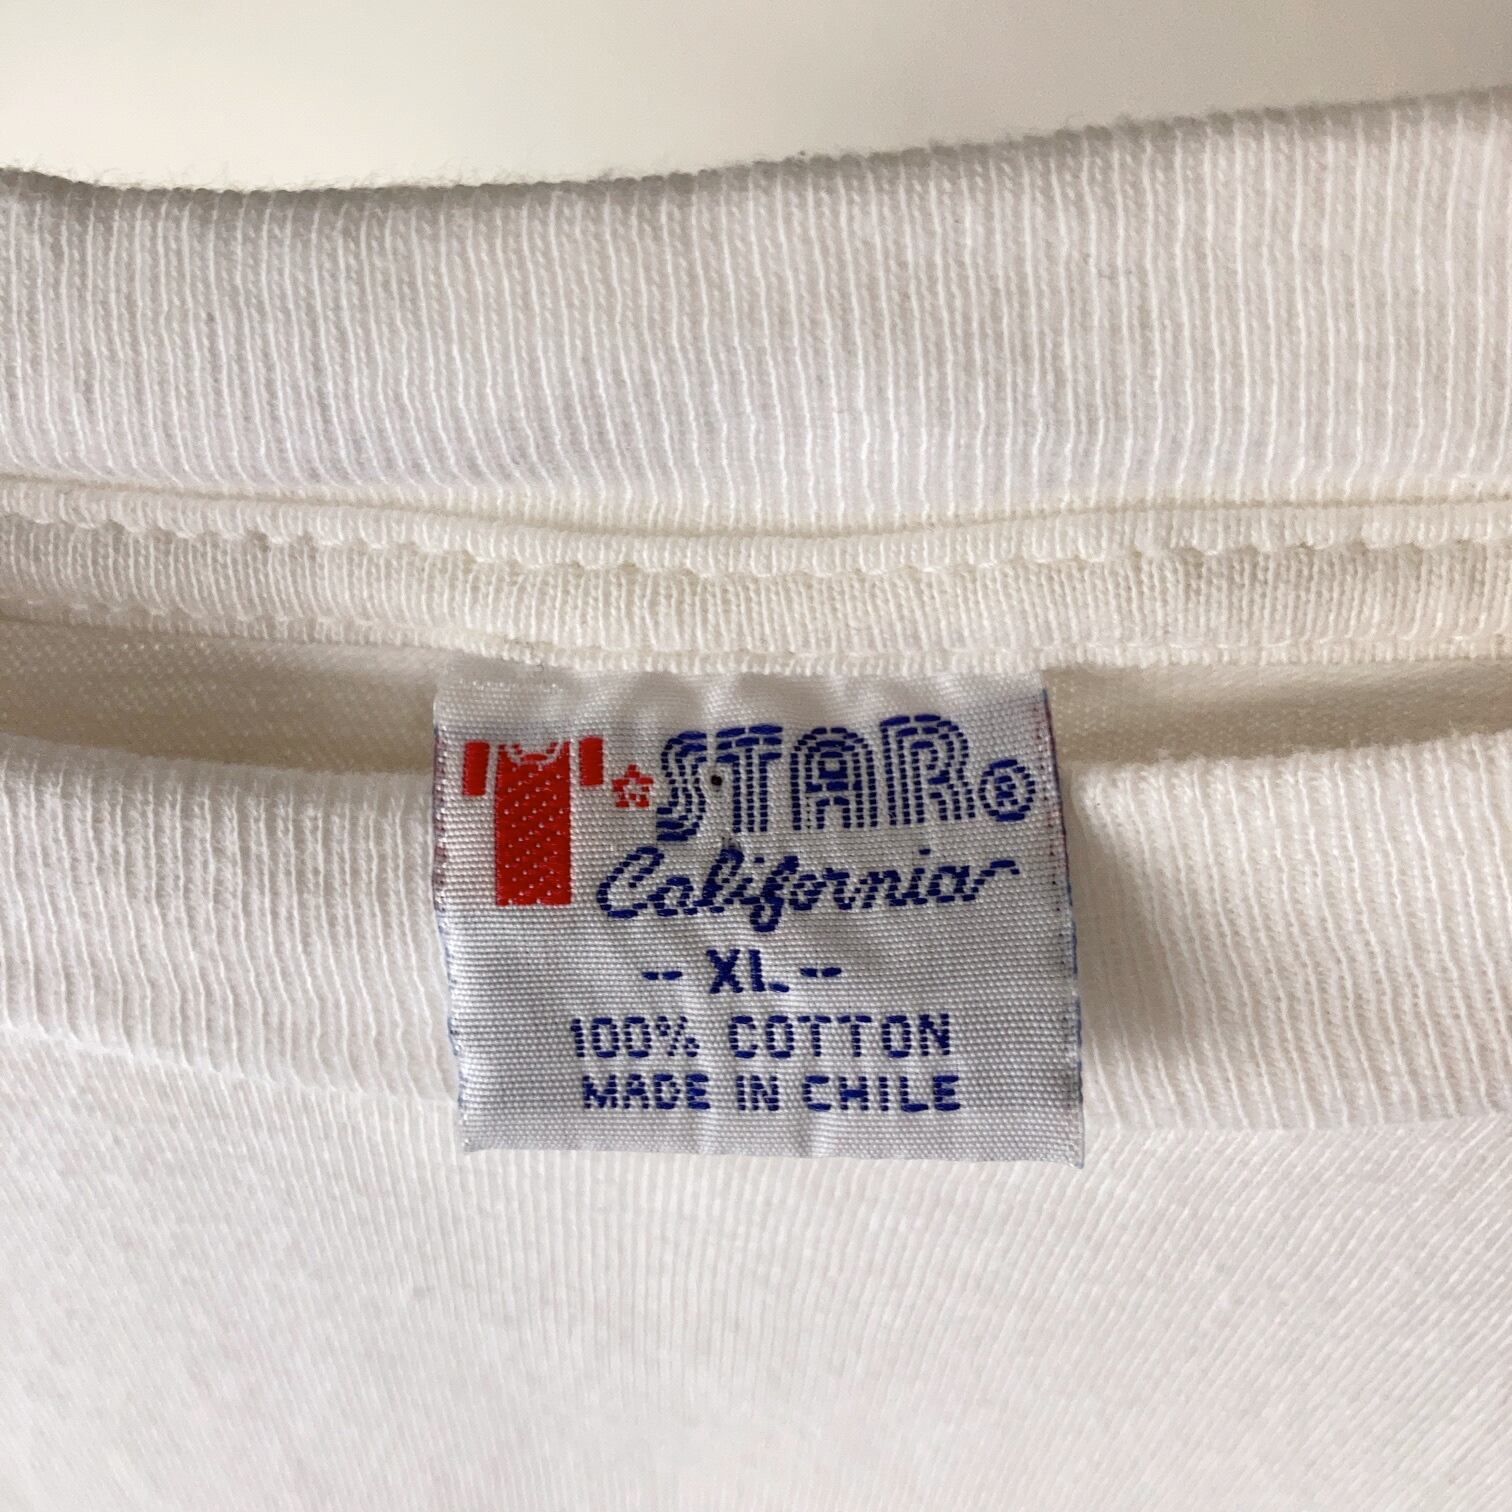 T☆STAR®
California
-- XL --
100% COTTON
MADE IN CHILE